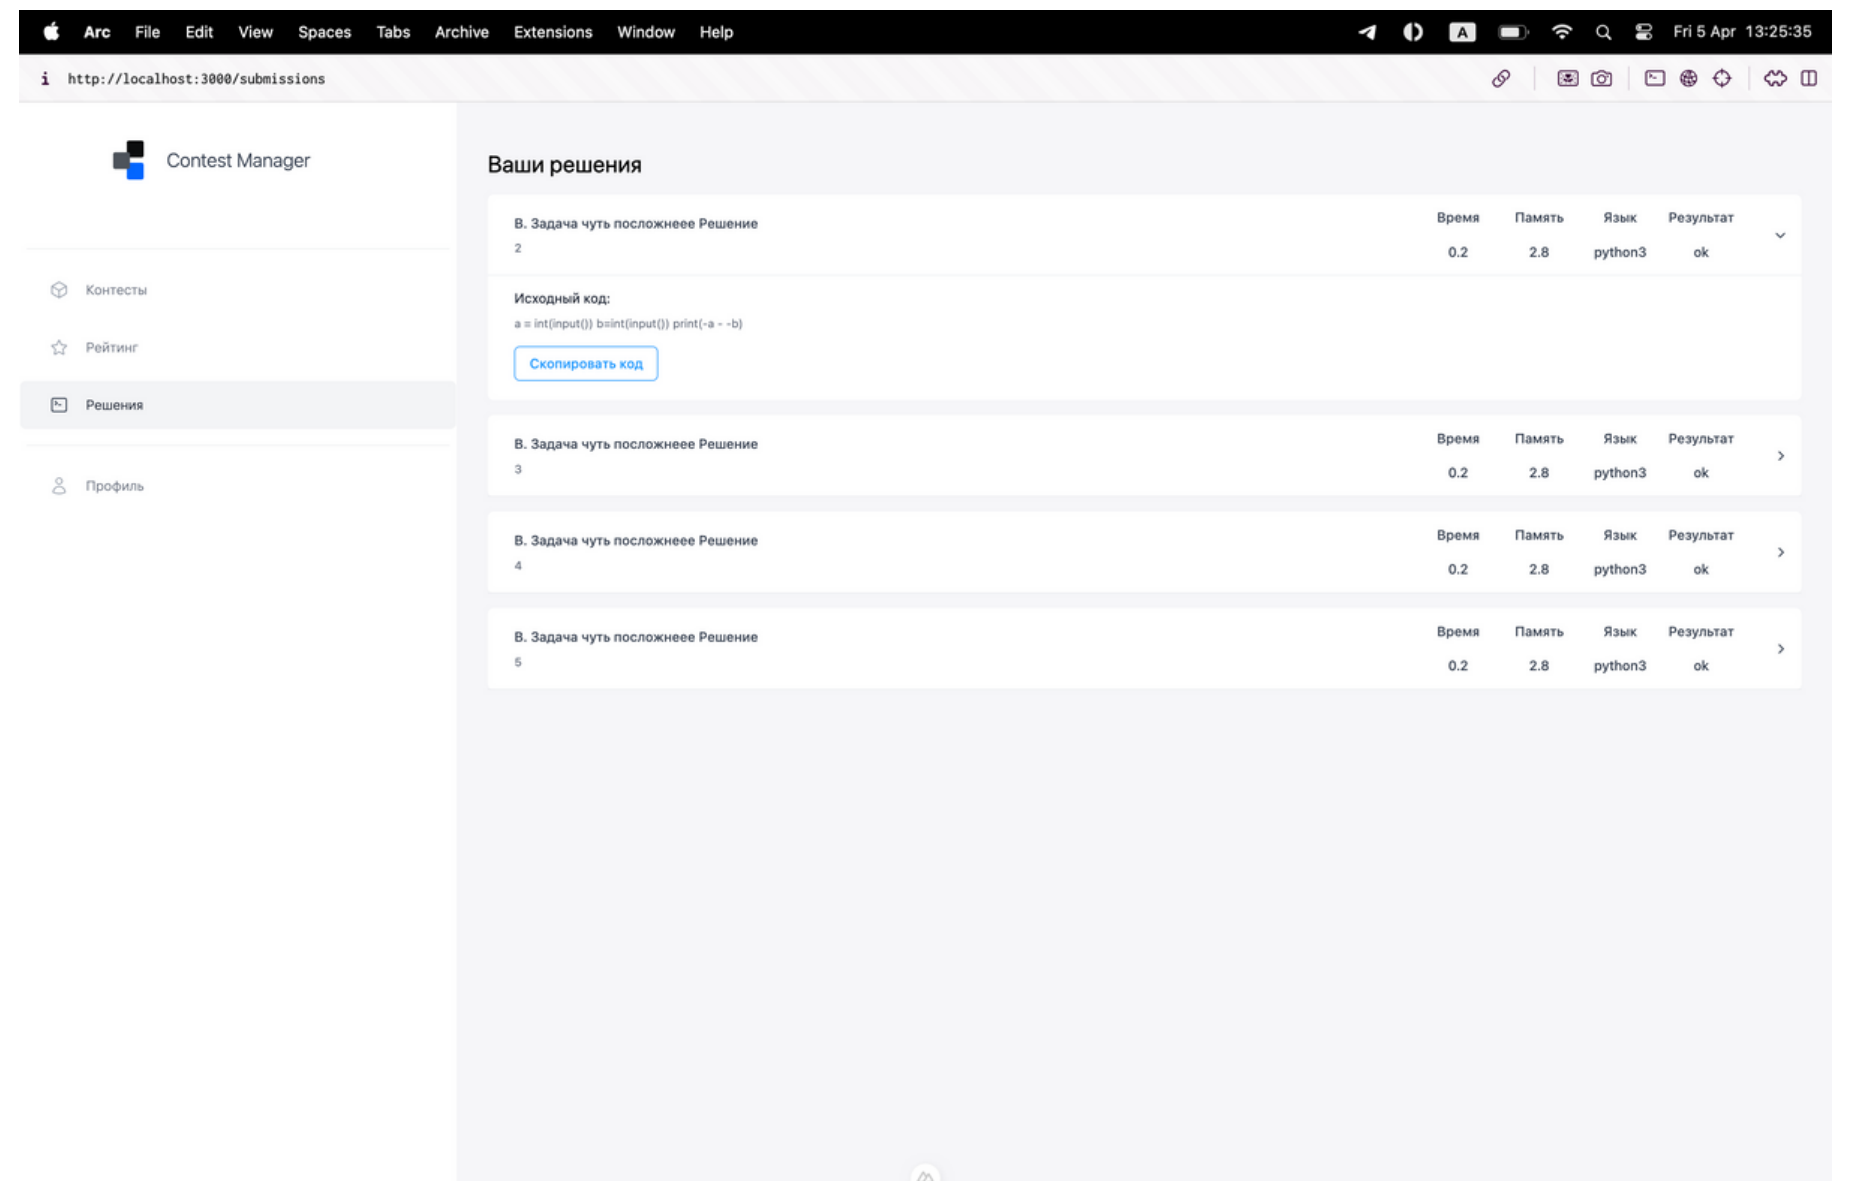 Arc File Edit View Spaces Tabs Archive Extensions Window Help A Fri 5 Apr 13:25:35
http://localhost:3000/submissions
Contest Manager
Контесты
Рейтинг
Решения
Профиль
Ваши решения
B. Задача чуть посложнеее Решение
2
Время Память Язык Результат
0.2 2.8 python3 ok
Исходный код:
a = int(input()) b=int(input()) print(-a - -b)
Скопировать код
B. Задача чуть посложнеее Решение
3
Время Память Язык Результат
0.2 2.8 python3 ok
B. Задача чуть посложнеее Решение
4
Время Память Язык Результат
0.2 2.8 python3 ok
B. Задача чуть посложнеее Решение
5
Время Память Язык Результат
0.2 2.8 python3 ok